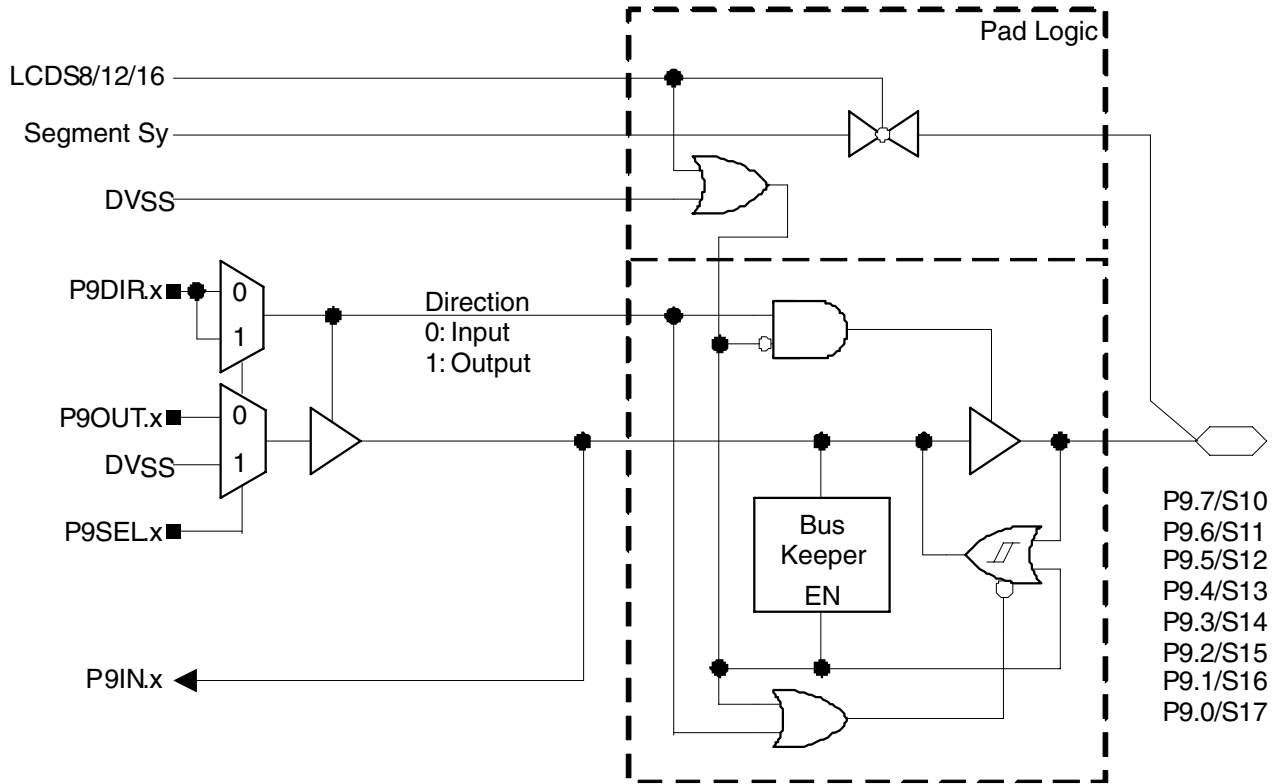 Pad Logic
LCDS8/12/16
Segment Sy
DVSS
P9DIR.x
0
1
Direction
0: Input
1: Output
P9OUT.x
0
DVSS
1
P9SEL.x
Bus
Keeper
EN
P9IN.x
P9.7/S10
P9.6/S11
P9.5/S12
P9.4/S13
P9.3/S14
P9.2/S15
P9.1/S16
P9.0/S17